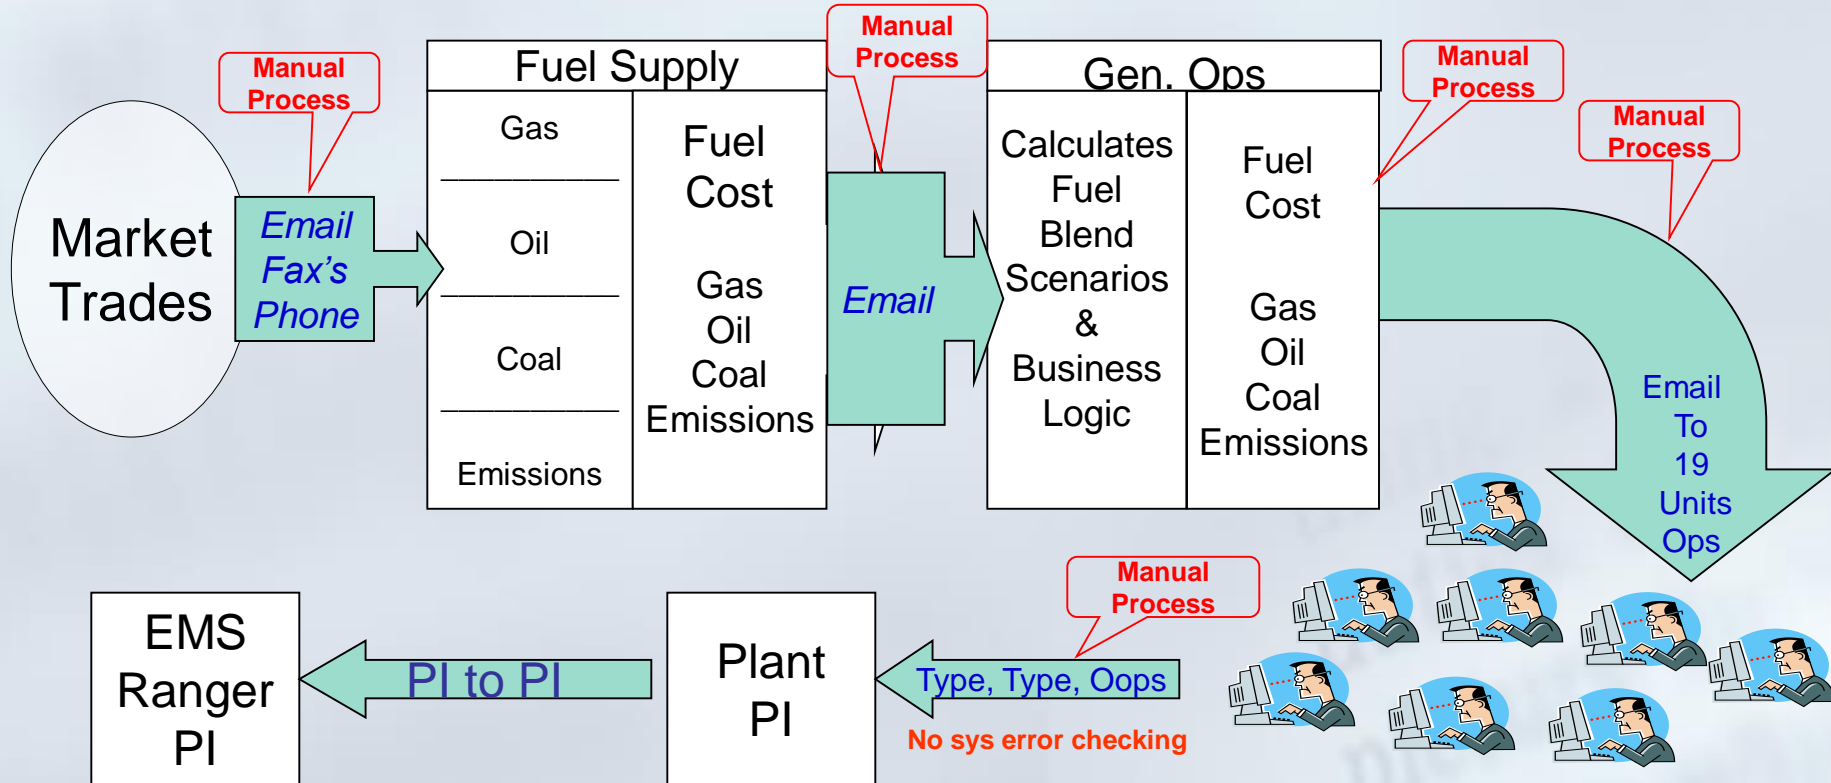 Manual
Process
Market
Trades
Email
Fax's
Phone
Fuel Supply
Gas
Oil
Coal
Emissions
Fuel
Cost
Gas
Oil
Coal
Emissions
Manual
Process
Email
Gen. Ops
Calculates
Fuel
Blend
Scenarios
&
Business
Logic
Fuel
Cost
Gas
Oil
Coal
Emissions
Manual
Process
Manual
Process
Email
To
19
Units
Ops
Manual
Process
Type, Type, Oops
No sys error checking
Plant
PI
PI to PI
EMS
Ranger
PI